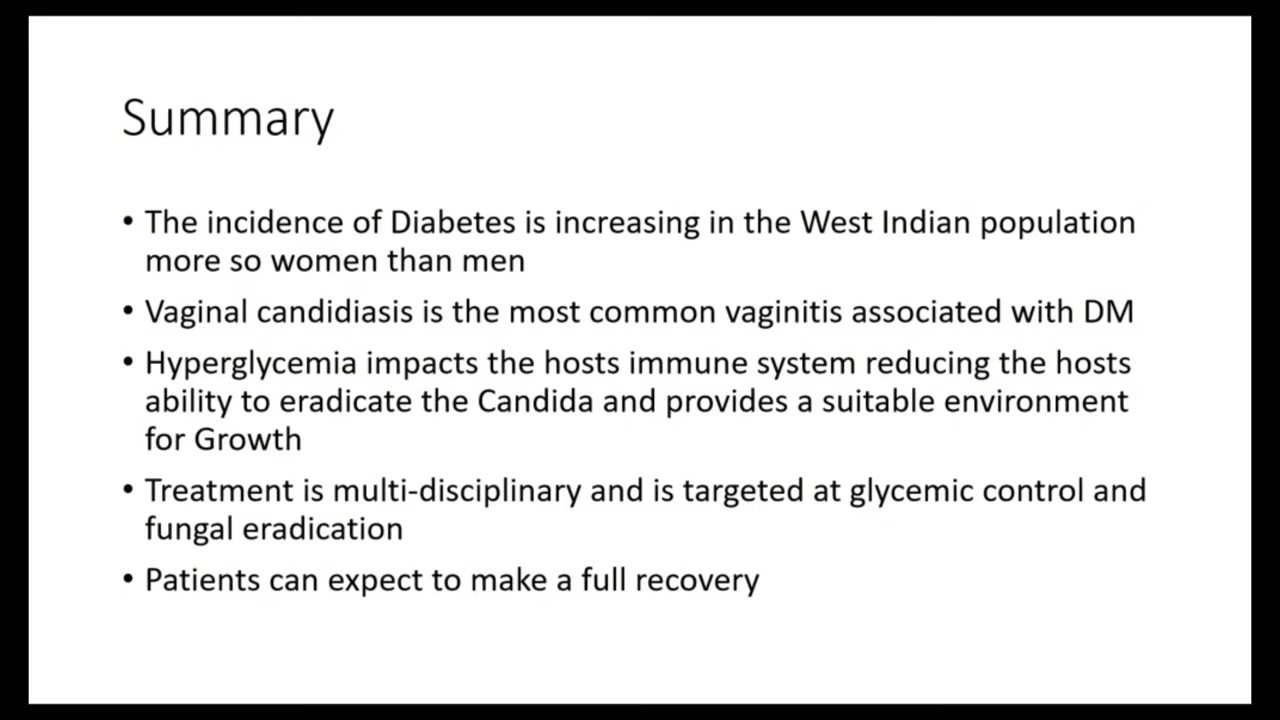 Summary
• The incidence of Diabetes is increasing in the West Indian population
more so women than men
• Vaginal candidiasis is the most common vaginitis associated with DM
• Hyperglycemia impacts the hosts immune system reducing the hosts
ability to eradicate the Candida and provides a suitable environment
for Growth
• Treatment is multi-disciplinary and is targeted at glycemic control and
fungal eradication
• Patients can expect to make a full recovery